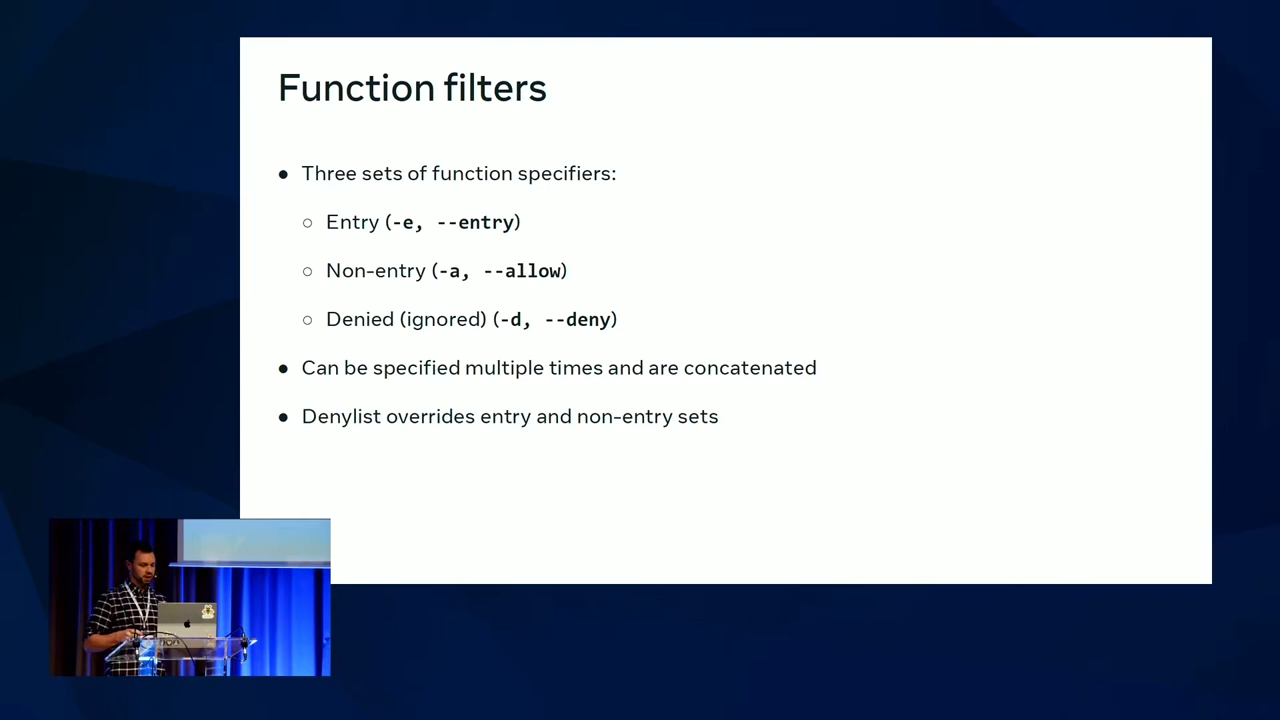 Function filters
● Three sets of function specifiers:
○ Entry (-e, --entry)
○ Non-entry (-a, --allow)
○ Denied (ignored) (-d, --deny)
● Can be specified multiple times and are concatenated
● Denylist overrides entry and non-entry sets